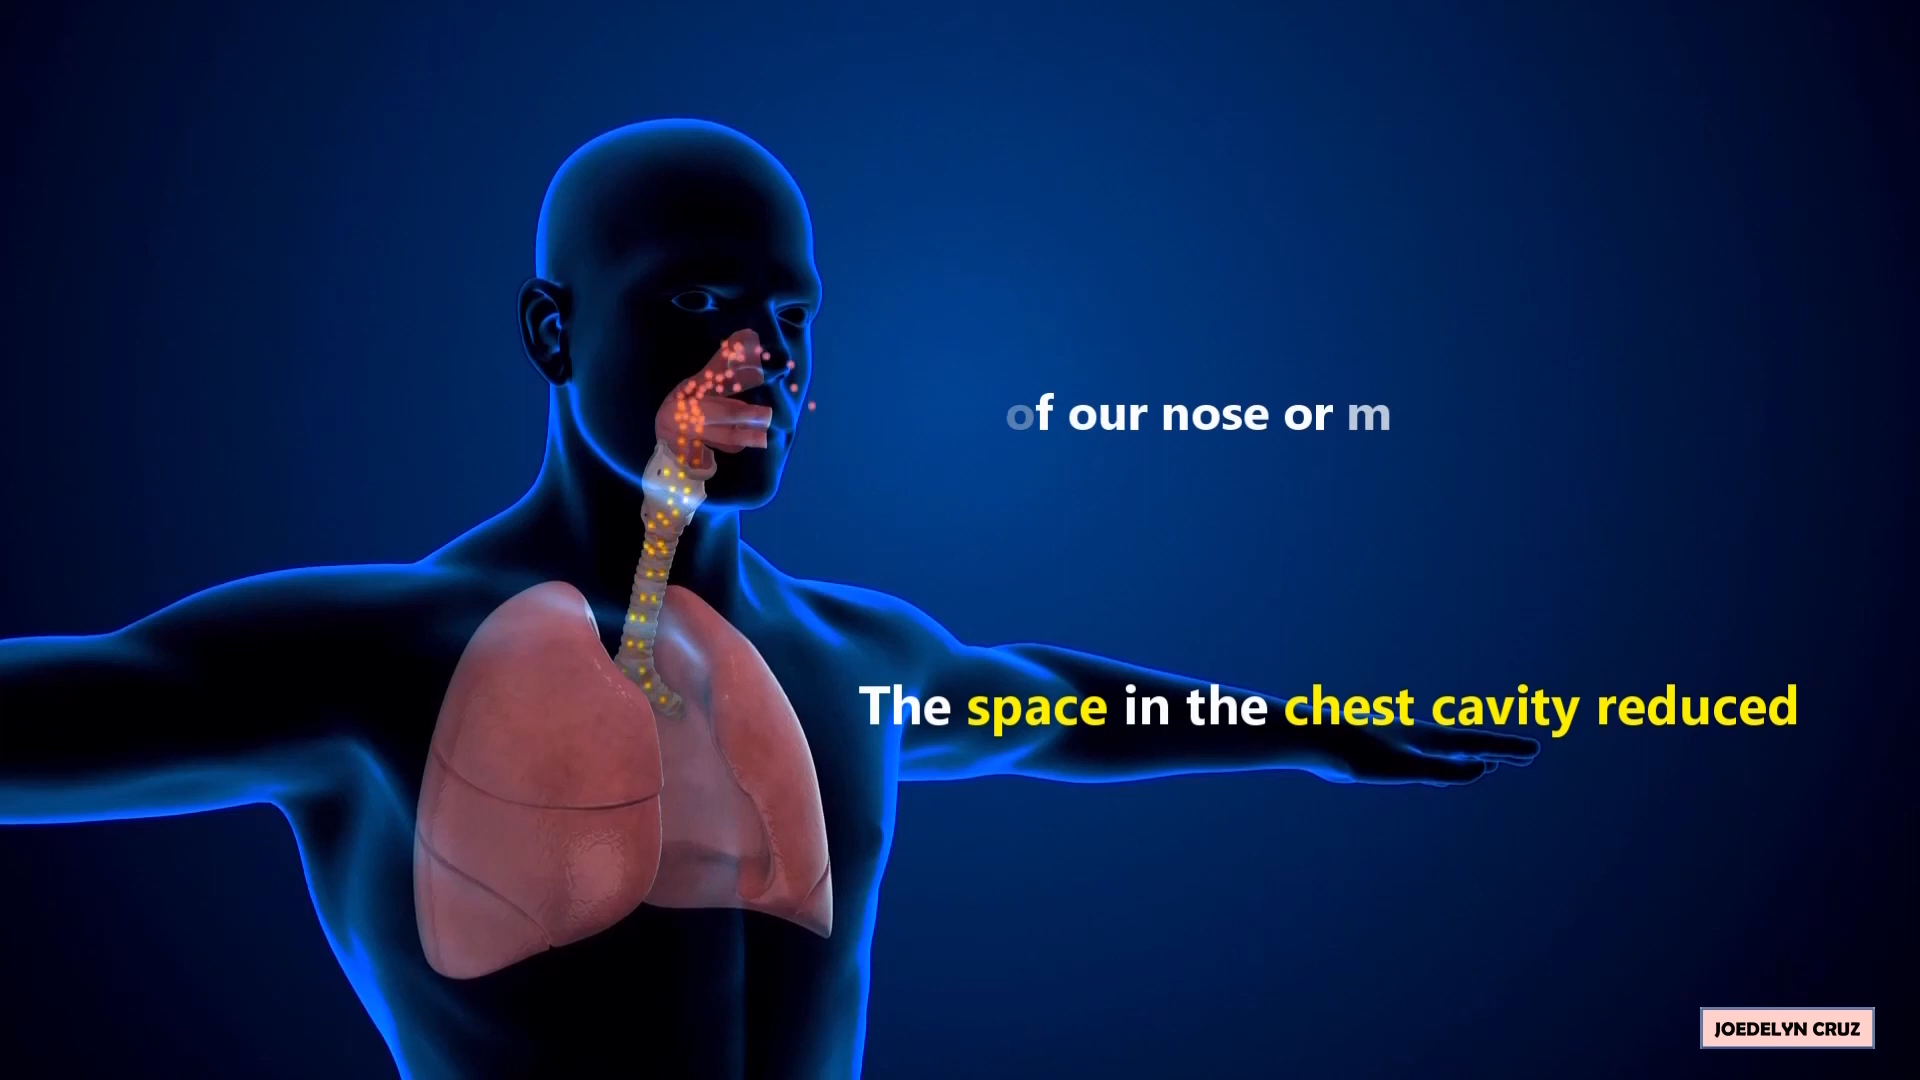 of our nose or m
The space in the chest cavity reduced
JOEDELYN CRUZ